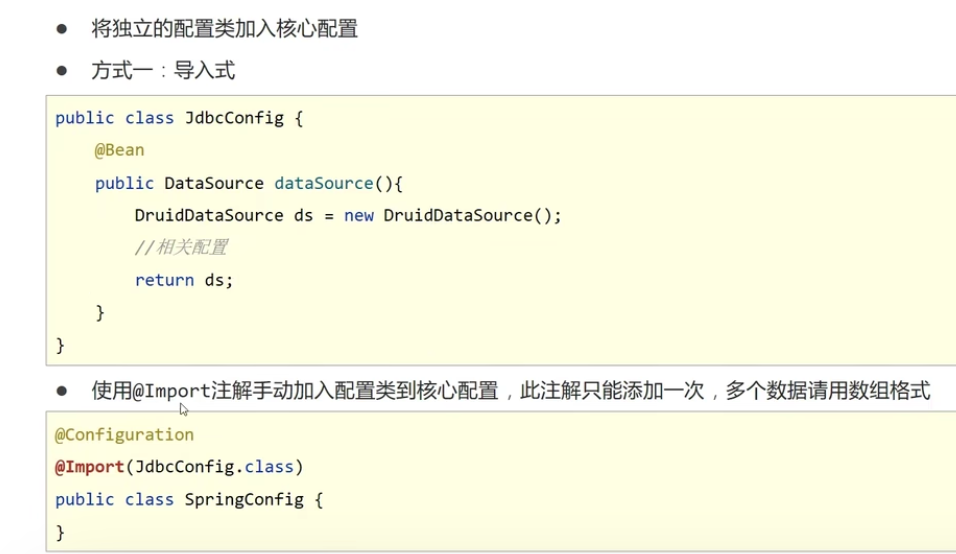 ● 将独立的配置类加入核心配置
● 方式一：导入式
public class JdbcConfig {
    @Bean
    public DataSource dataSource(){
        DruidDataSource ds = new DruidDataSource();
        //相关配置
        return ds;
    }
}
● 使用@Import注解手动加入配置类到核心配置，此注解只能添加一次，多个数据请用数组格式
@Configuration
@Import(JdbcConfig.class)
public class SpringConfig {
}